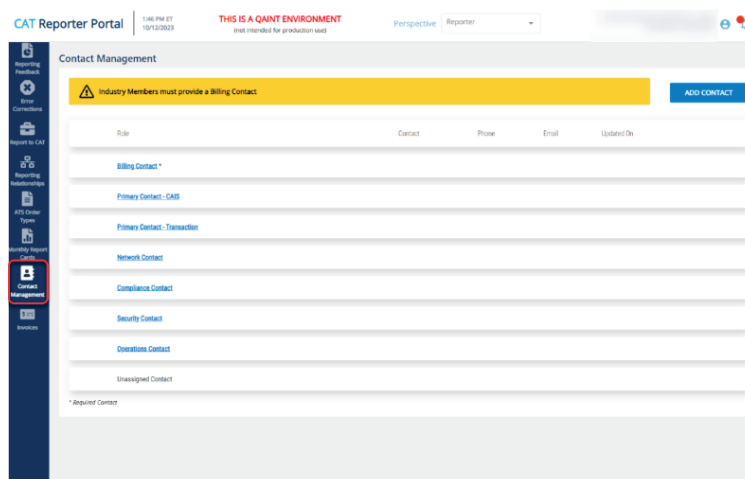 CAT Reporter Portal
1:46 PM ET
10/12/2023
THIS IS A QAINT ENVIRONMENT
(not intended for production use)
Perspective
Reporter
Reporting
Feedback
Error
Corrections
Report to CAT
Reporting
Relationships
ATS Order
Types
Monthly Report
Cards
Contact
Management
Invoices
Contact Management
Industry Members must provide a Billing Contact
ADD CONTACT
Role Contact Phone Email Updated On
Billing Contact *
Primary Contact - CAIS
Primary Contact - Transaction
Network Contact
Compliance Contact
Security Contact
Operations Contact
Unassigned Contact
* Required Contact